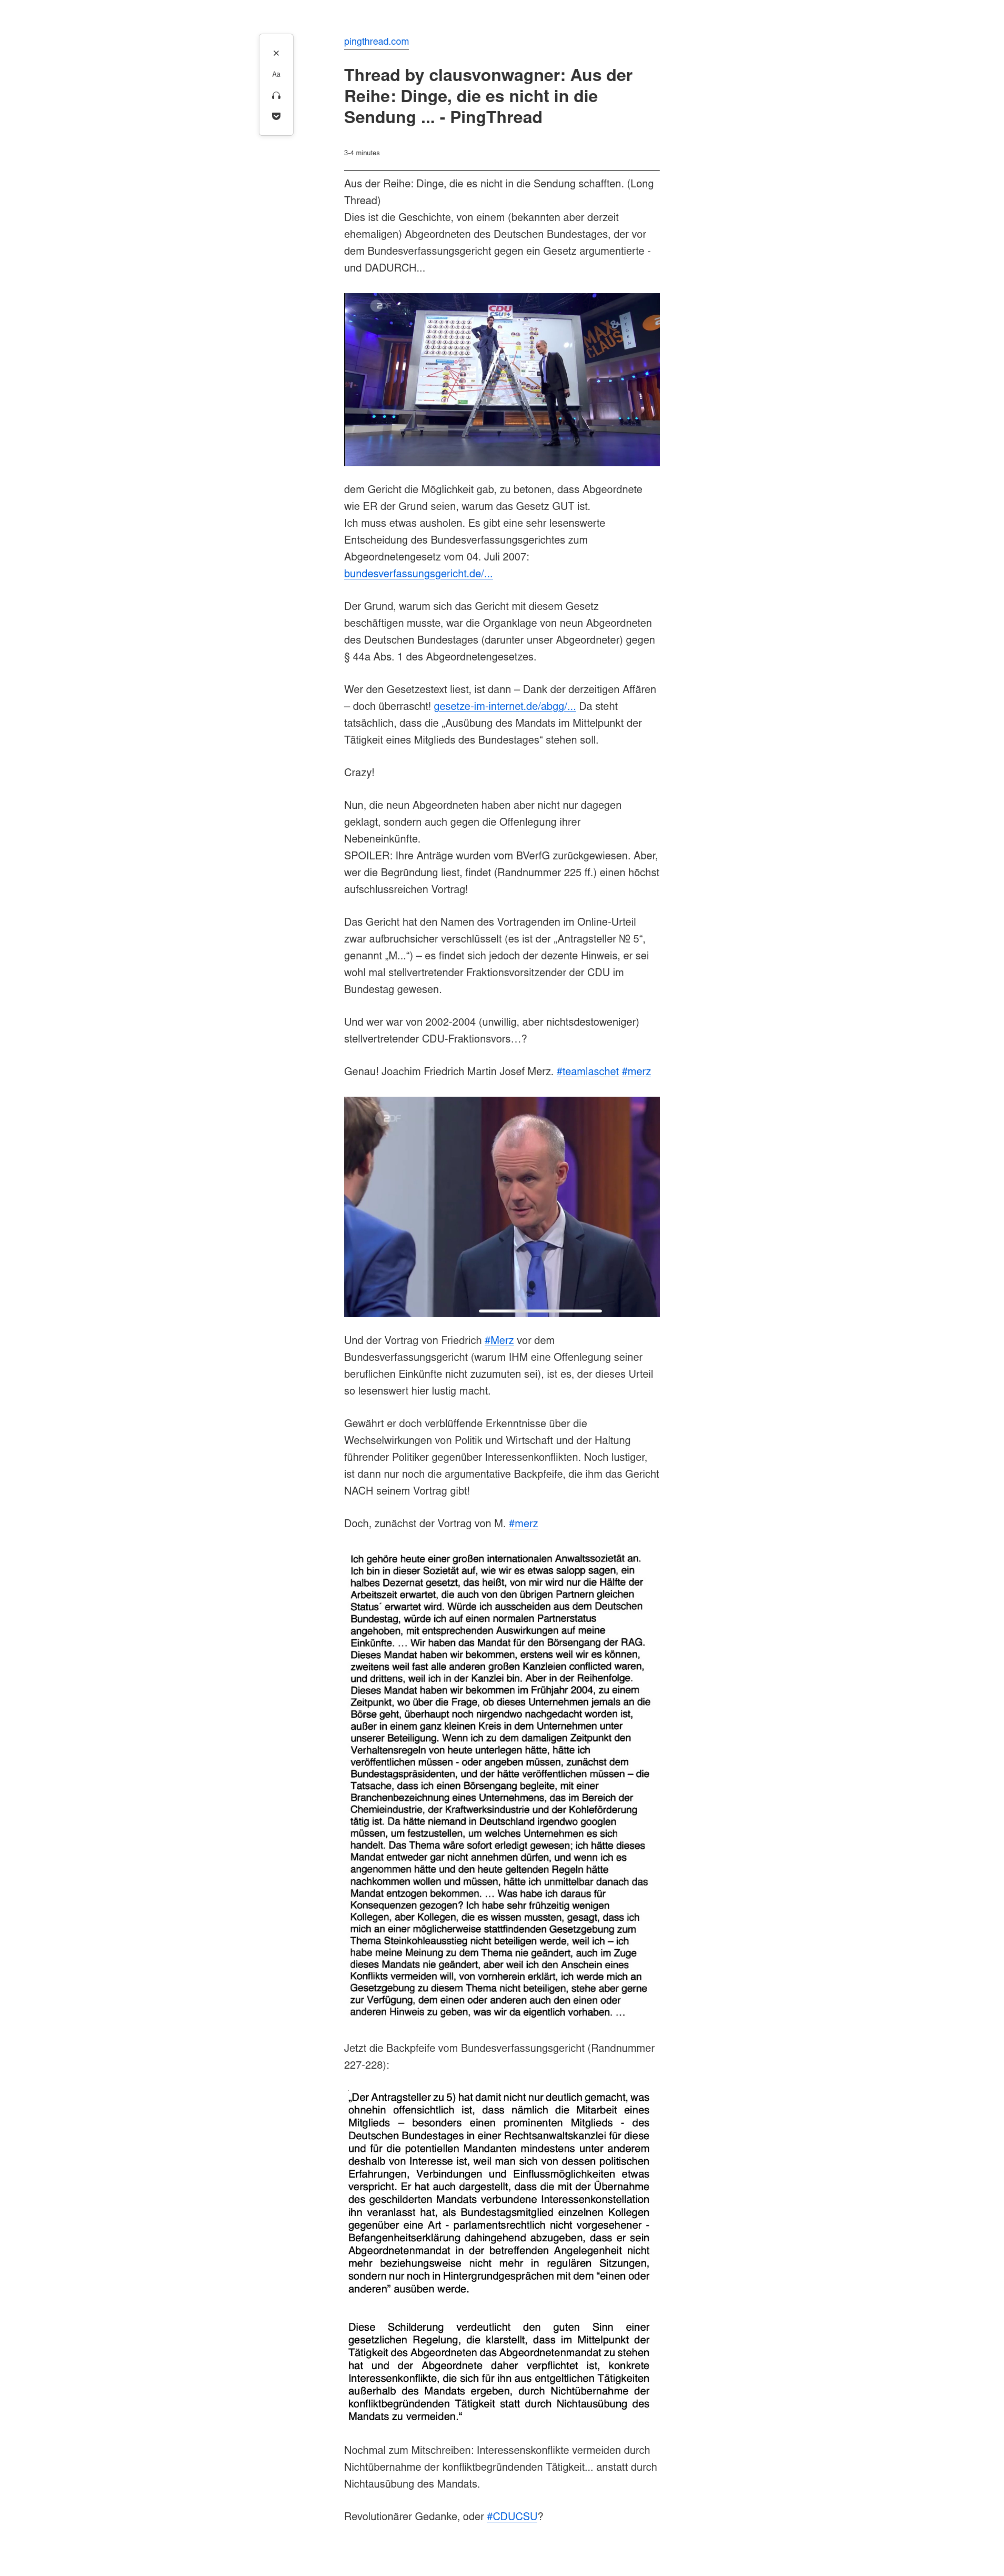 pingthread.com
Thread by clausvonwagner: Aus der
Reihe: Dinge, die es nicht in die
Sendung ... - PingThread
Aa
3-4 minutes
Aus der Reihe: Dinge, die es nicht in die Sendung schafften. (Long
Thread)
Dies ist die Geschichte, von einem (bekannten aber derzeit
ehemaligen) Abgeordneten des Deutschen Bundestages, der vor
dem Bundesverfassungsgericht gegen ein Gesetz argumentierte -
und DADURCH...
ZDF
CDU
CSU
MAX
CLAUS
dem Gericht die Möglichkeit gab, zu betonen, dass Abgeordnete
wie ER der Grund seien, warum das Gesetz GUT ist.
Ich muss etwas ausholen. Es gibt eine sehr lesenswerte
Entscheidung des Bundesverfassungsgerichtes zum
Abgeordnetengesetz vom 04. Juli 2007:
bundesverfassungsgericht.de/...
Der Grund, warum sich das Gericht mit diesem Gesetz
beschäftigen musste, war die Organklage von neun Abgeordneten
des Deutschen Bundestages (darunter unser Abgeordneter) gegen
§ 44a Abs. 1 des Abgeordnetengesetzes.
Wer den Gesetzestext liest, ist dann – Dank der derzeitigen Affären
– doch überrascht! gesetze-im-internet.de/abgg/... Da steht
tatsächlich, dass die „Ausübung des Mandats im Mittelpunkt der
Tätigkeit eines Mitglieds des Bundestages“ stehen soll.
Crazy!
Nun, die neun Abgeordneten haben aber nicht nur dagegen
geklagt, sondern auch gegen die Offenlegung ihrer
Nebeneinkünfte.
SPOILER: Ihre Anträge wurden vom BVerfG zurückgewiesen. Aber,
wer die Begründung liest, findet (Randnummer 225 ff.) einen höchst
aufschlussreichen Vortrag!
Das Gericht hat den Namen des Vortragenden im Online-Urteil
zwar aufbruchsicher verschlüsselt (es ist der „Antragsteller № 5“,
genannt „M...“) – es findet sich jedoch der dezente Hinweis, er sei
wohl mal stellvertretender Fraktionsvorsitzender der CDU im
Bundestag gewesen.
Und wer war von 2002-2004 (unwillig, aber nichtsdestoweniger)
stellvertretender CDU-Fraktionsvors…?
Genau! Joachim Friedrich Martin Josef Merz. #teamlaschet #merz
ZDF
Und der Vortrag von Friedrich #Merz vor dem
Bundesverfassungsgericht (warum IHM eine Offenlegung seiner
beruflichen Einkünfte nicht zuzumuten sei), ist es, der dieses Urteil
so lesenswert hier lustig macht.
Gewährt er doch verblüffende Erkenntnisse über die
Wechselwirkungen von Politik und Wirtschaft und der Haltung
führender Politiker gegenüber Interessenkonflikten. Noch lustiger,
ist dann nur noch die argumentative Backpfeife, die ihm das Gericht
NACH seinem Vortrag gibt!
Doch, zunächst der Vortrag von M. #merz
Ich gehöre heute einer großen internationalen Anwaltssozietät an.
Ich bin in dieser Sozietät auf, wie wir es etwas salopp sagen, ein
halbes Dezernat gesetzt, das heißt, von mir wird nur die Hälfte der
Arbeitszeit erwartet, die auch von den übrigen Partnern gleichen
Status´ erwartet wird. Würde ich ausscheiden aus dem Deutschen
Bundestag, würde ich auf einen normalen Partnerstatus
angehoben, mit entsprechenden Auswirkungen auf meine
Einkünfte. … Wir haben das Mandat für den Börsengang der RAG.
Dieses Mandat haben wir bekommen, erstens weil wir es können,
zweitens weil fast alle anderen großen Kanzleien conflicted waren,
und drittens, weil ich in der Kanzlei bin. Aber in der Reihenfolge.
Dieses Mandat haben wir bekommen im Frühjahr 2004, zu einem
Zeitpunkt, wo über die Frage, ob dieses Unternehmen jemals an die
Börse geht, überhaupt noch nirgendwo nachgedacht worden ist,
außer in einem ganz kleinen Kreis in dem Unternehmen unter
unserer Beteiligung. Wenn ich zu dem damaligen Zeitpunkt den
Verhaltensregeln von heute unterlegen hätte, hätte ich
veröffentlichen müssen - oder angeben müssen, zunächst dem
Bundestagspräsidenten, und der hätte veröffentlichen müssen – die
Tatsache, dass ich einen Börsengang begleite, mit einer
Branchenbezeichnung eines Unternehmens, das im Bereich der
Chemieindustrie, der Kraftwerksindustrie und der Kohleförderung
tätig ist. Da hätte niemand in Deutschland irgendwo googlen
müssen, um festzustellen, um welches Unternehmen es sich
handelt. Das Thema wäre sofort erledigt gewesen; ich hätte dieses
Mandat entweder gar nicht annehmen dürfen, und wenn ich es
angenommen hätte und den heute geltenden Regeln hätte
nachkommen wollen und müssen, hätte ich unmittelbar danach das
Mandat entzogen bekommen. … Was habe ich daraus für
Konsequenzen gezogen? Ich habe sehr frühzeitig wenigen
Kollegen, aber Kollegen, die es wissen mussten, gesagt, dass ich
mich an einer möglicherweise stattfindenden Gesetzgebung zum
Thema Steinkohleausstieg nicht beteiligen werde, weil ich – ich
habe meine Meinung zu dem Thema nie geändert, auch im Zuge
dieses Mandats nie geändert, aber weil ich den Anschein eines
Konflikts vermeiden will, von vornherein erklärt, ich werde mich an
Gesetzgebung zu diesem Thema nicht beteiligen, stehe aber gerne
zur Verfügung, dem einen oder anderen auch den einen oder
anderen Hinweis zu geben, was wir da eigentlich vorhaben. …
Jetzt die Backpfeife vom Bundesverfassungsgericht (Randnummer
227-228):
„Der Antragsteller zu 5) hat damit nicht nur deutlich gemacht, was
ohnehin offensichtlich ist, dass nämlich die Mitarbeit eines
Mitglieds – besonders einen prominenten Mitglieds - des
Deutschen Bundestages in einer Rechtsanwaltskanzlei für diese
und für die potentiellen Mandanten mindestens unter anderem
deshalb von Interesse ist, weil man sich von dessen politischen
Erfahrungen, Verbindungen und Einflussmöglichkeiten etwas
verspricht. Er hat auch dargestellt, dass die mit der Übernahme
des geschilderten Mandats verbundene Interessenkonstellation
ihn veranlasst hat, als Bundestagsmitglied einzelnen Kollegen
gegenüber eine Art - parlamentsrechtlich nicht vorgesehener -
Befangenheitserklärung dahingehend abzugeben, dass er sein
Abgeordnetenmandat in der betreffenden Angelegenheit nicht
mehr beziehungsweise nicht mehr in regulären Sitzungen,
sondern nur noch in Hintergrundgesprächen mit dem “einen oder
anderen” ausüben werde.
Diese Schilderung verdeutlicht den guten Sinn einer
gesetzlichen Regelung, die klarstellt, dass im Mittelpunkt der
Tätigkeit des Abgeordneten das Abgeordnetenmandat zu stehen
hat und der Abgeordnete daher verpflichtet ist, konkrete
Interessenkonflikte, die sich für ihn aus entgeltlichen Tätigkeiten
außerhalb des Mandats ergeben, durch Nichtübernahme der
konfliktbegründenden Tätigkeit statt durch Nichtausübung des
Mandats zu vermeiden.“
Nochmal zum Mitschreiben: Interessenskonflikte vermeiden durch
Nichtübernahme der konfliktbegründenden Tätigkeit... anstatt durch
Nichtausübung des Mandats.
Revolutionärer Gedanke, oder #CDUCSU?